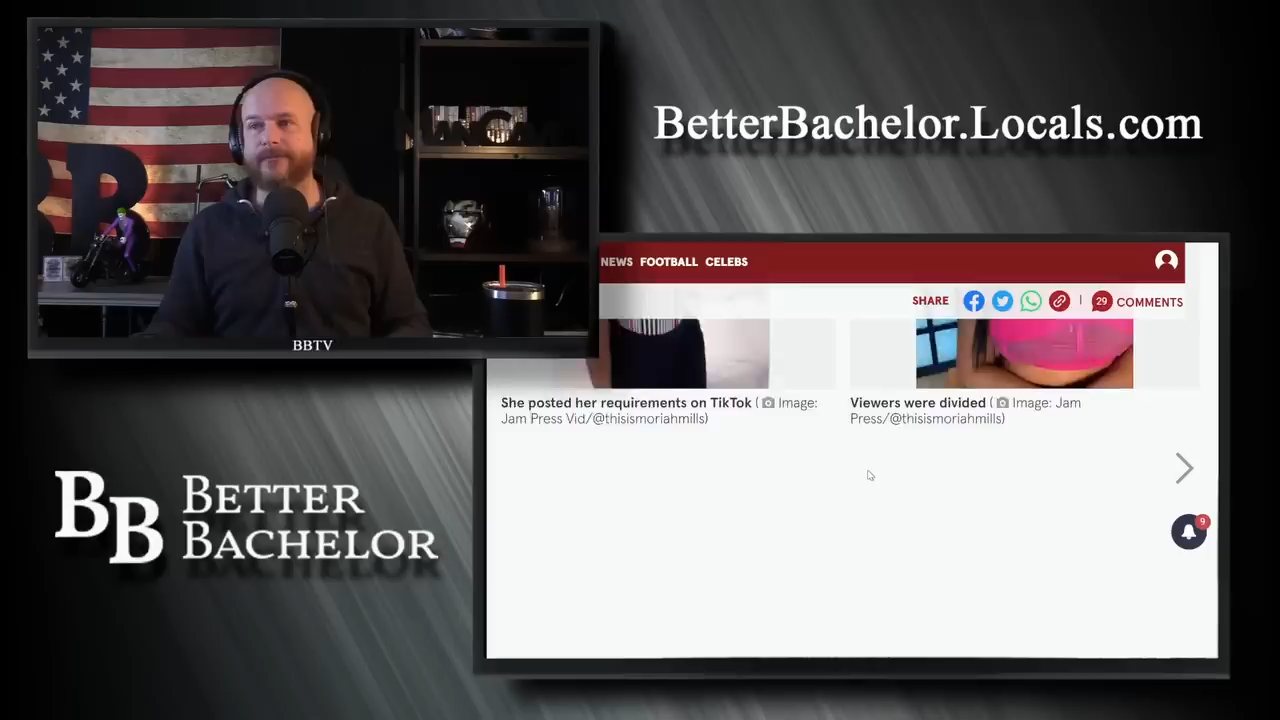 BetterBachelor.Locals.com
BBTV
NEWS FOOTBALL CELEBS
SHARE
29 COMMENTS
She posted her requirements on TikTok ( Image:
Jam Press Vid/@thisismoriahmills)
Viewers were divided ( Image: Jam
Press/@thisismoriahmills)
9
BB BETTER
BACHELOR